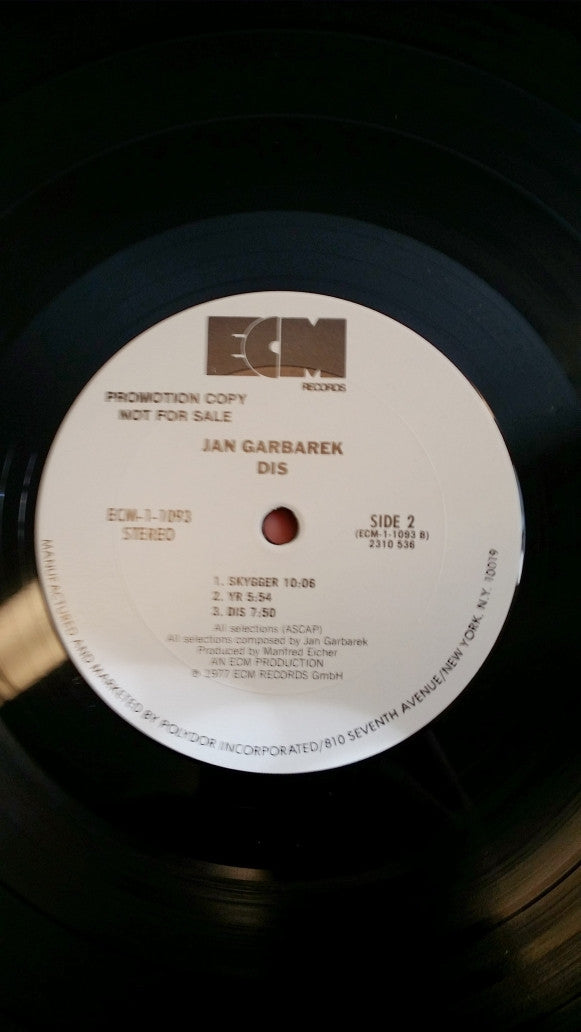 ECM
RECORDS
PROMOTION COPY
NOT FOR SALE
JAN GARBAREK
DIS
ECM-1-1093
STEREO
SIDE 2
(ECM-1-1093 B)
2310 536
1. SKYGGER 10:06
2. YR 5:54
3. DIS 7:50
All selections (ASCAP)
All selections composed by Jan Garbarek
Produced by Manfred Eicher
AN ECM PRODUCTION
℗ 1977 ECM RECORDS GmbH
MANUFACTURED AND MARKETED BY POLYDOR INCORPORATED/810 SEVENTH AVENUE/NEW YORK, N.Y. 10019